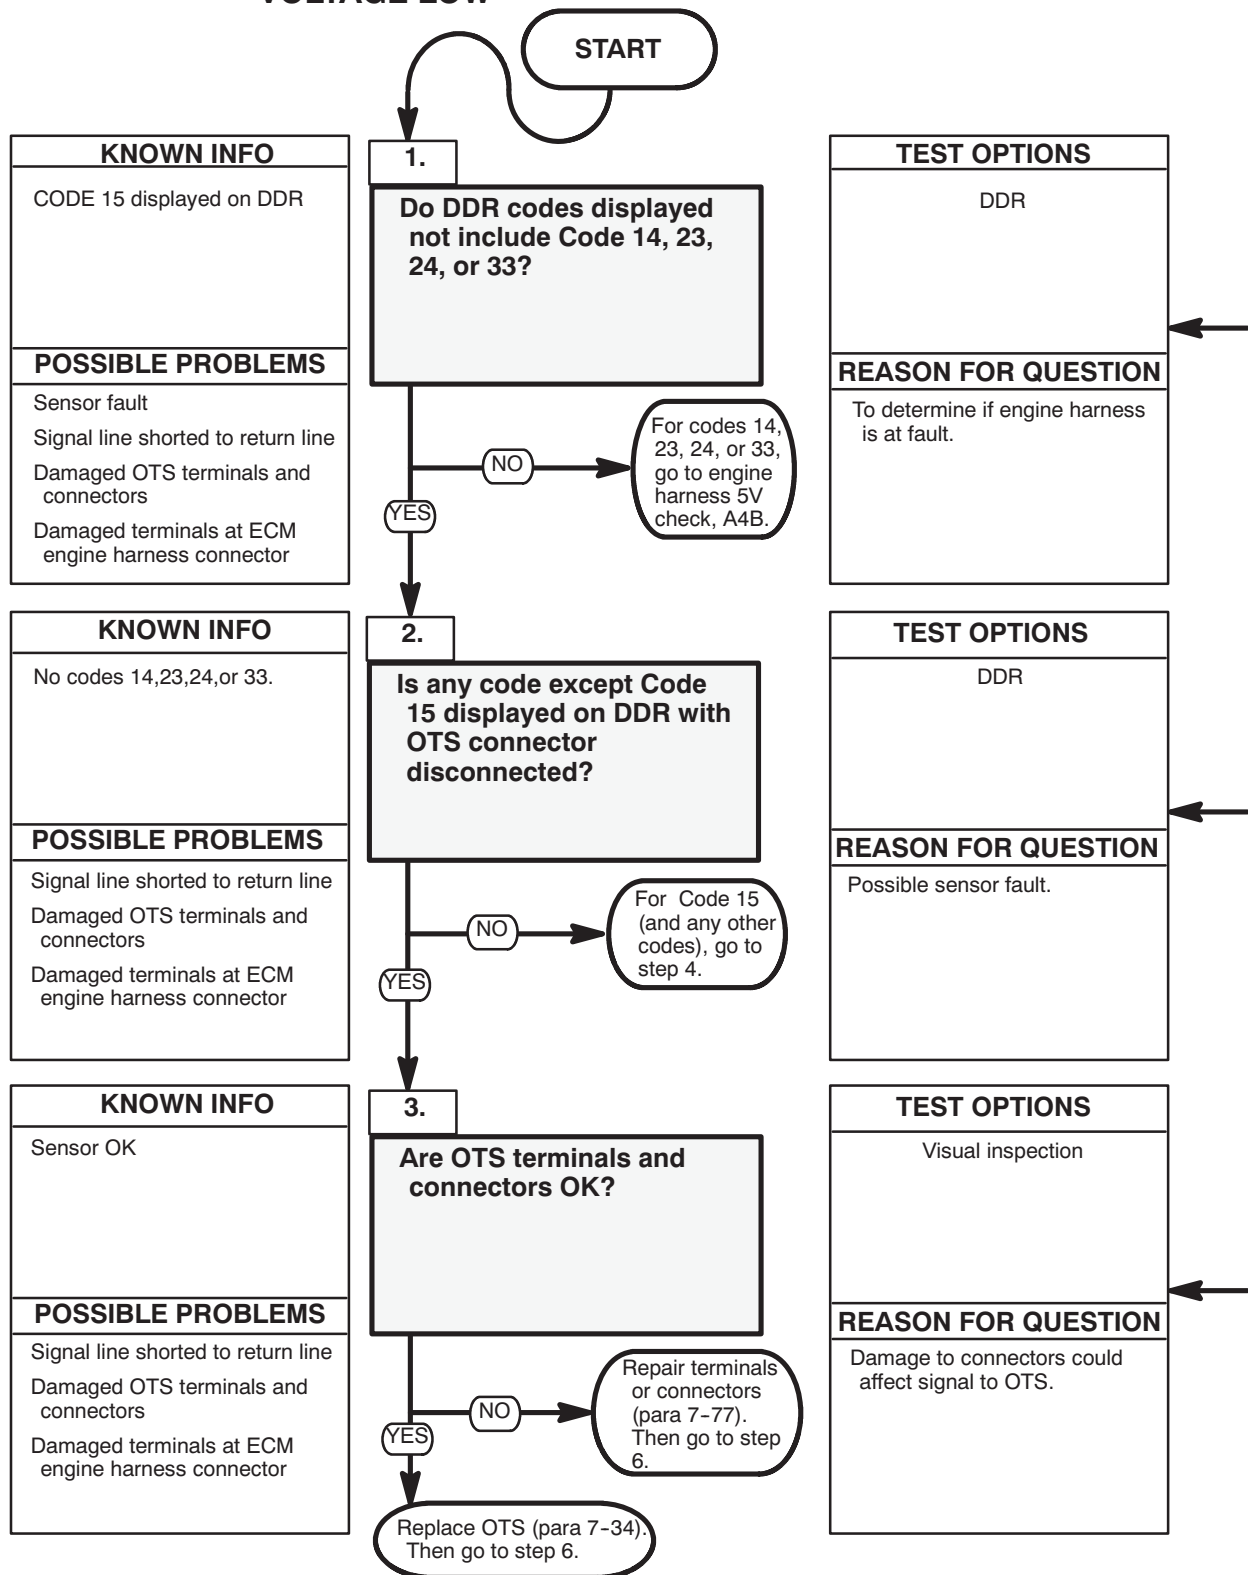 VOLTAGE LOW
START
KNOWN INFO
CODE 15 displayed on DDR
POSSIBLE PROBLEMS
Sensor fault
Signal line shorted to return line
Damaged OTS terminals and
connectors
Damaged terminals at ECM
engine harness connector
1.
Do DDR codes displayed
not include Code 14, 23,
24, or 33?
NO
For codes 14,
23, 24, or 33,
go to engine
harness 5V
check, A4B.
YES
TEST OPTIONS
DDR
REASON FOR QUESTION
To determine if engine harness
is at fault.
KNOWN INFO
No codes 14,23,24,or 33.
POSSIBLE PROBLEMS
Signal line shorted to return line
Damaged OTS terminals and
connectors
Damaged terminals at ECM
engine harness connector
2.
Is any code except Code
15 displayed on DDR with
OTS connector
disconnected?
NO
For Code 15
(and any other
codes), go to
step 4.
YES
TEST OPTIONS
DDR
REASON FOR QUESTION
Possible sensor fault.
KNOWN INFO
Sensor OK
POSSIBLE PROBLEMS
Signal line shorted to return line
Damaged OTS terminals and
connectors
Damaged terminals at ECM
engine harness connector
3.
Are OTS terminals and
connectors OK?
NO
Repair terminals
or connectors
(para 7-77).
Then go to step
6.
YES
Replace OTS (para 7-34).
Then go to step 6.
TEST OPTIONS
Visual inspection
REASON FOR QUESTION
Damage to connectors could
affect signal to OTS.